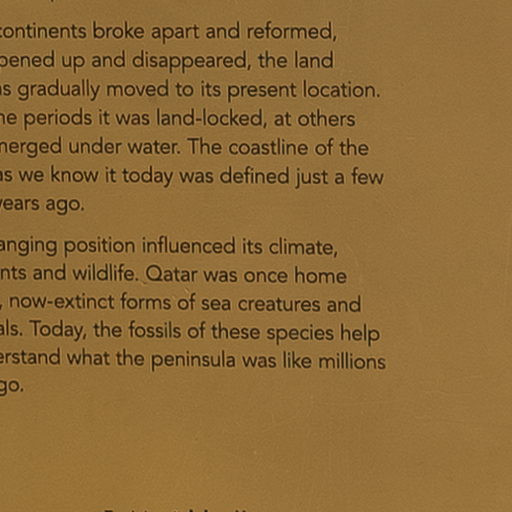 continents broke apart and reformed,
pened up and disappeared, the land
s gradually moved to its present location.
me periods it was land-locked, at others
merged under water. The coastline of the
as we know it today was defined just a few
years ago.
anging position influenced its climate,
nts and wildlife. Qatar was once home
, now-extinct forms of sea creatures and
als. Today, the fossils of these species help
erstand what the peninsula was like millions
go.